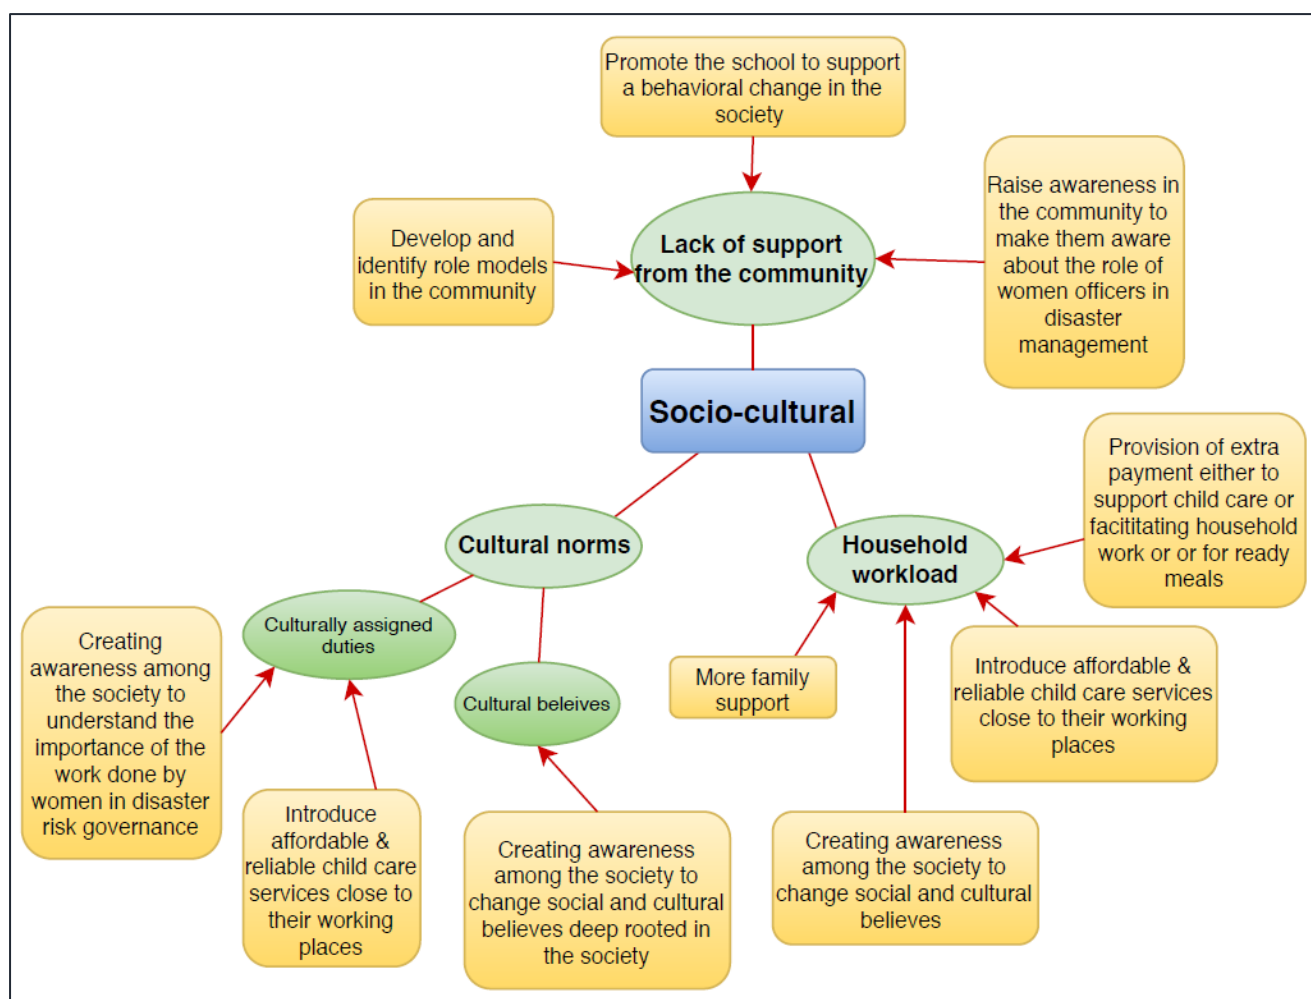 Promote the school to support
a behavioral change in the
society
Develop and
identify role models
in the community
Lack of support
from the community
Raise awareness in
the community to
make them aware
about the role of
women officers in
disaster
management
Socio-cultural
Provision of extra
payment either to
support child care or
facititating household
work or or for ready
meals
Cultural norms
Household
workload
Culturally assigned
duties
Cultural beleives
Creating
awareness among
the society to
understand the
importance of the
work done by
women in disaster
risk governance
More family
support
Introduce affordable &
reliable child care services
close to their working
places
Introduce
affordable &
reliable child care
services close to
their working
places
Creating awareness
among the society to
change social and cultural
believes deep rooted in
the society
Creating awareness
among the society to
change social and cultural
believes